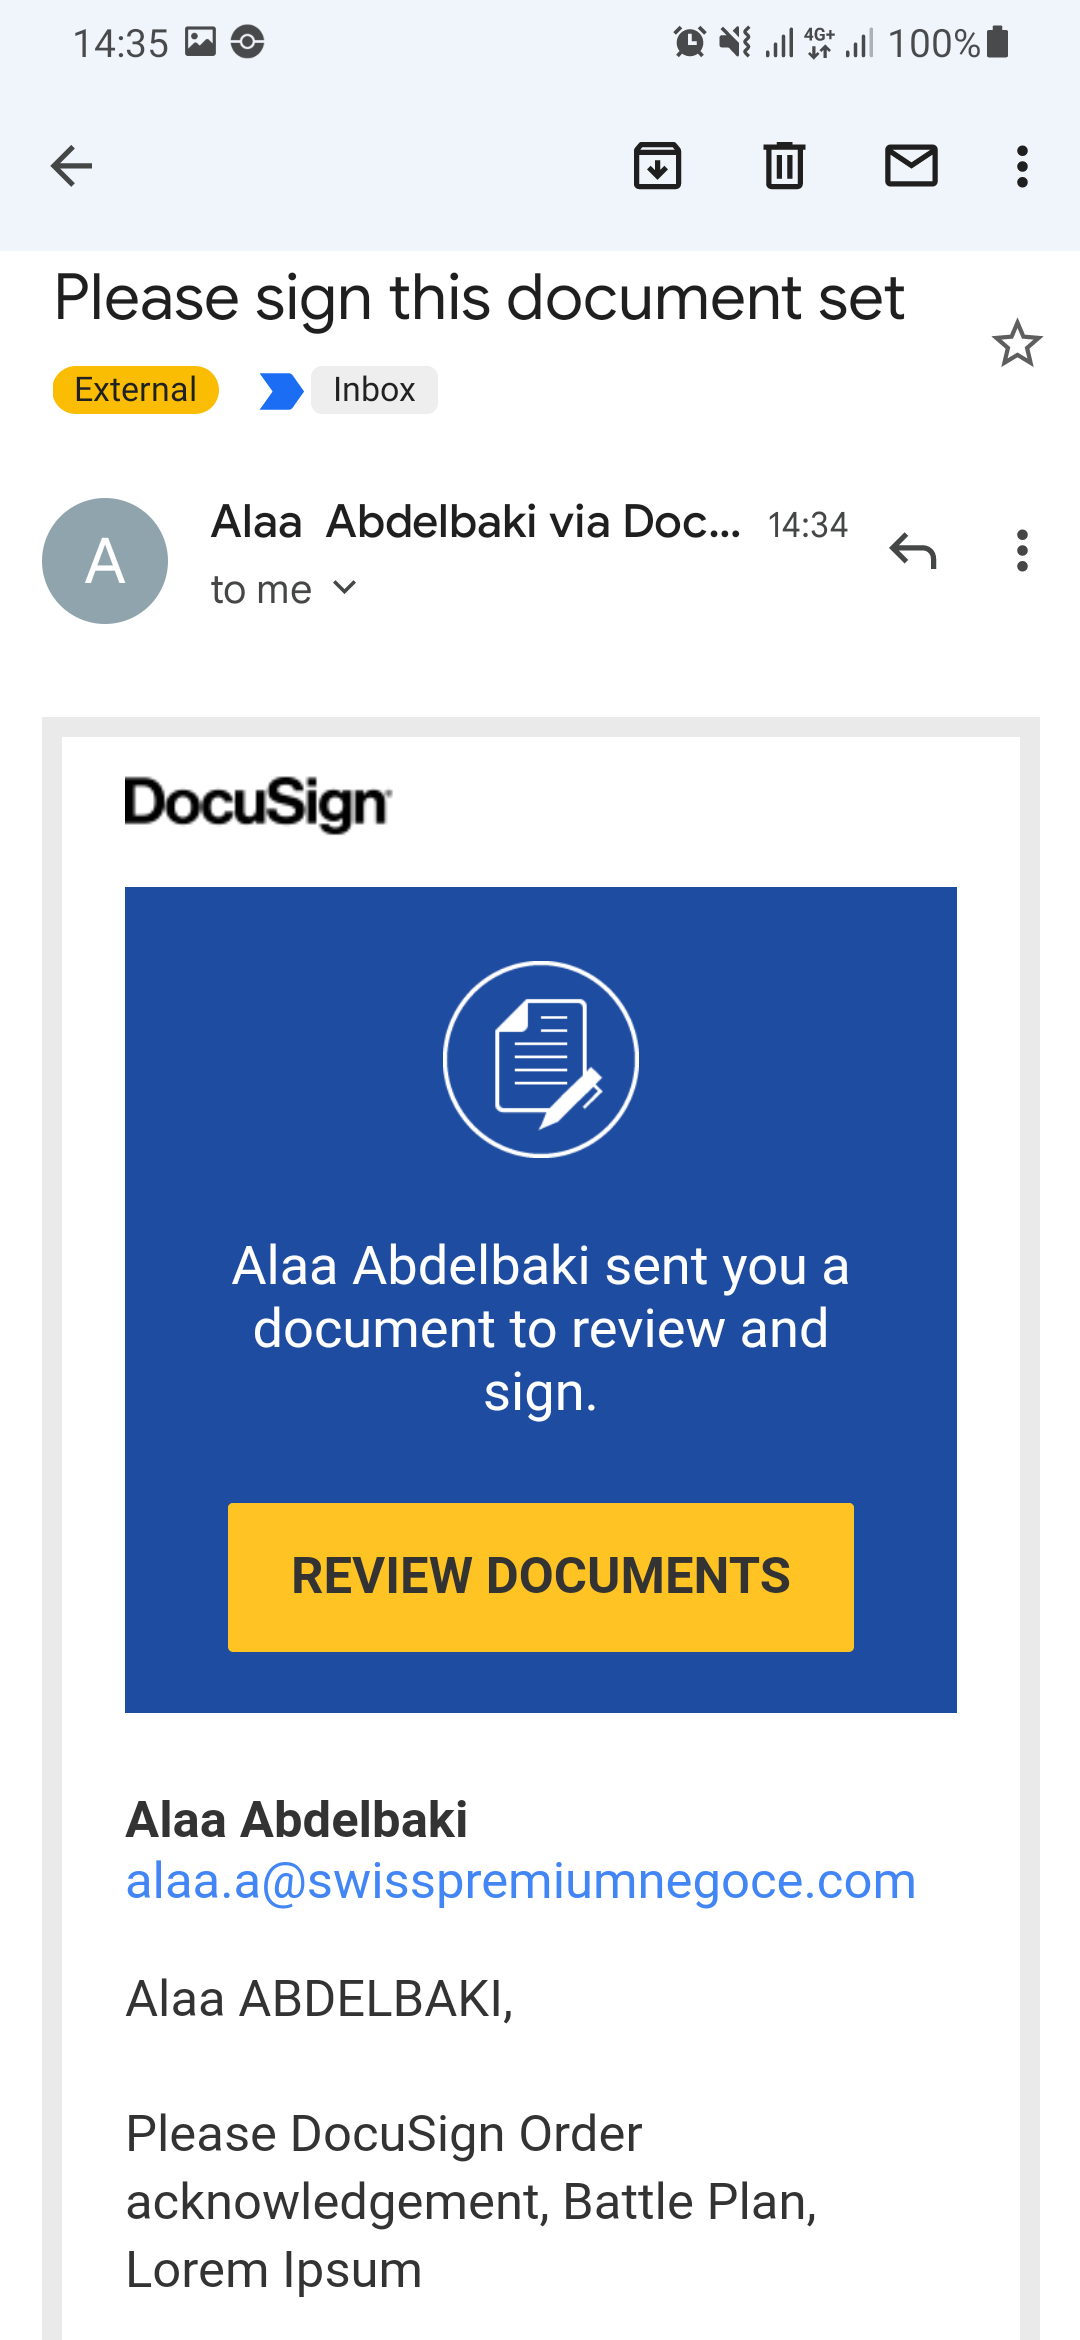 14:35 4G+ 100%
Please sign this document set
External Inbox
A
Alaa Abdelbaki via Doc... 14:34
to me
DocuSign
Alaa Abdelbaki sent you a
document to review and
sign.
REVIEW DOCUMENTS
Alaa Abdelbaki
alaa.a@swisspremiumnegoce.com
Alaa ABDELBAKI,
Please DocuSign Order
acknowledgement, Battle Plan,
Lorem Ipsum